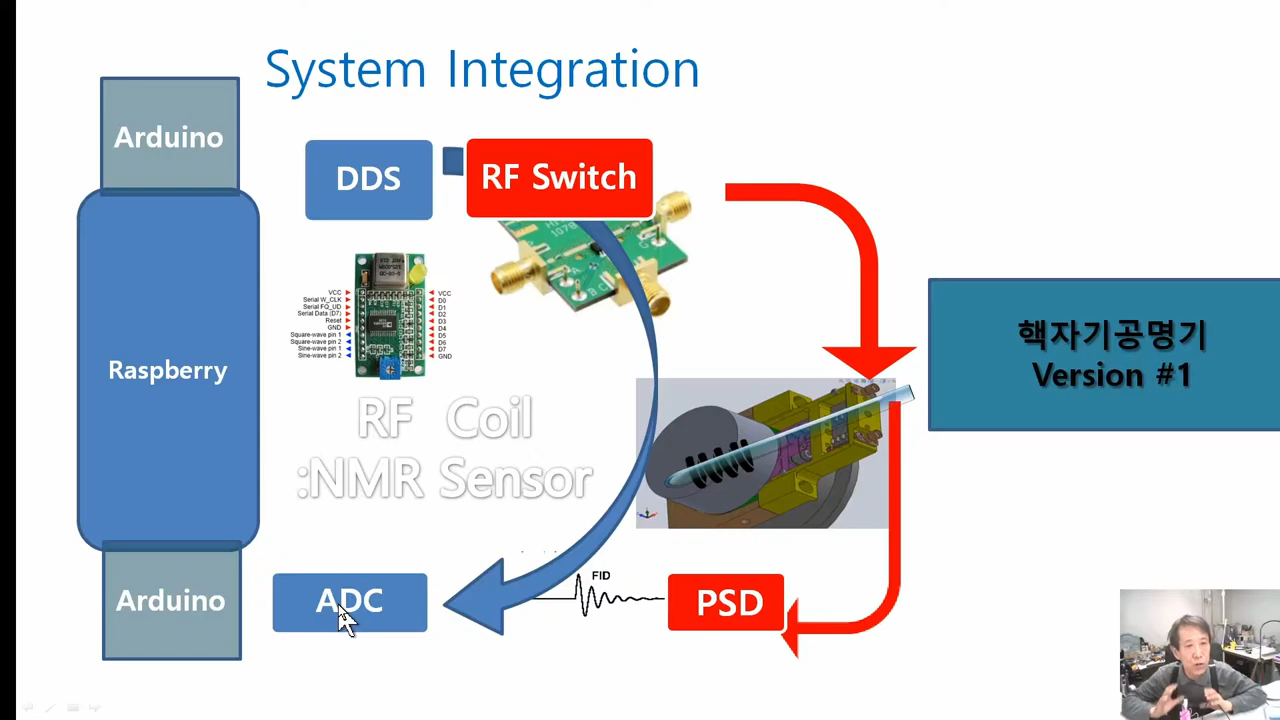 System Integration
Arduino
DDS
RF Switch
VCC
Serial W_CLK
Serial FQ_UD
Serial Data (D7)
Reset
GND
Square-wave pin 1
Square-wave pin 2
Sine-wave pin 1
Sine-wave pin 2
VCC
D0
D1
D2
D3
D4
D5
D6
D7
GND
Raspberry
핵자기공명기
Version #1
RF Coil
:NMR Sensor
Arduino
ADC
FID
PSD